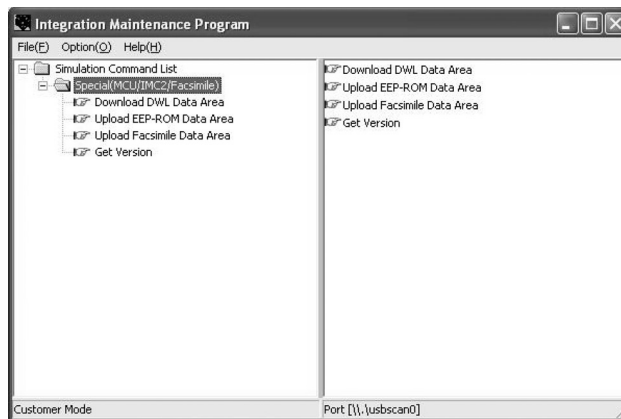 Integration Maintenance Program
File(F) Option(O) Help(H)
Simulation Command List
Special(MCU/IMC2/Facsimile)
Download DWL Data Area
Upload EEP-ROM Data Area
Upload Facsimile Data Area
Get Version
Download DWL Data Area
Upload EEP-ROM Data Area
Upload Facsimile Data Area
Get Version
Customer Mode
Port [\\.\usbscan0]